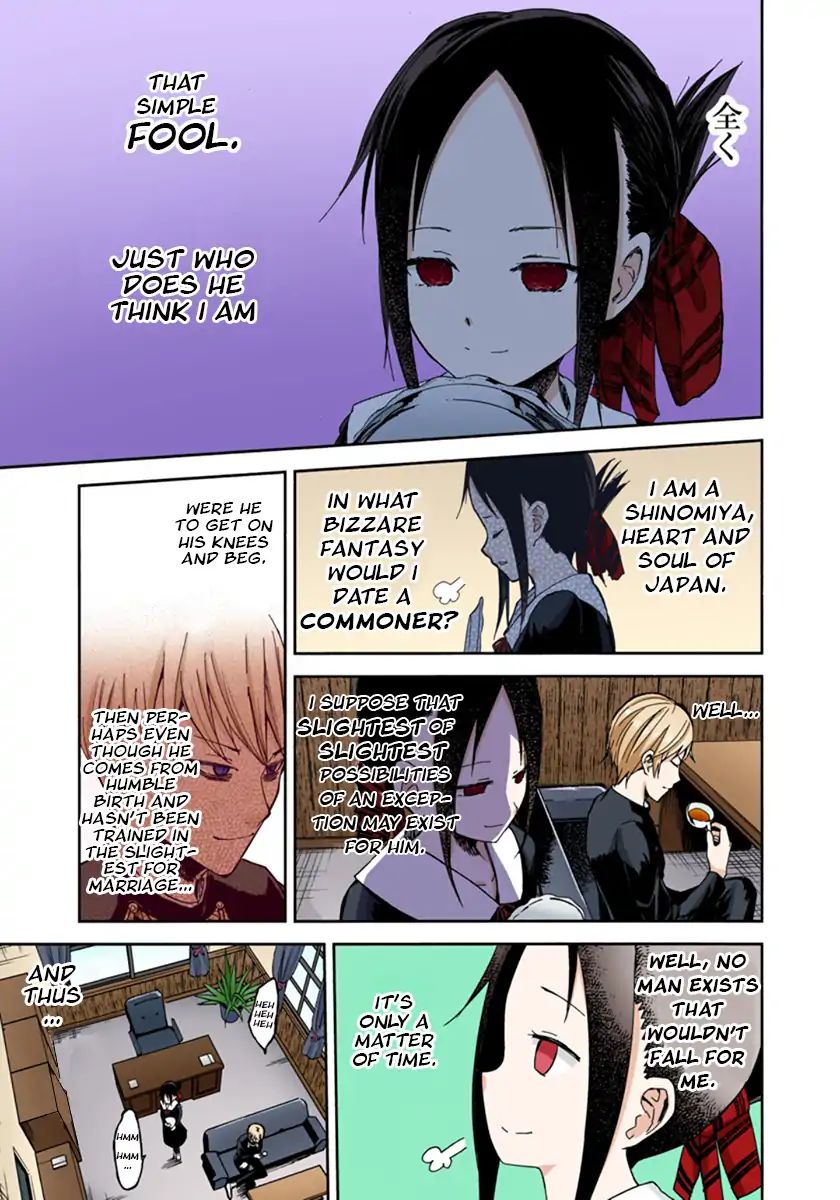 全く
THAT
SIMPLE
FOOL.
JUST WHO
DOES HE
THINK I AM
I AM A
SHINOMIYA,
HEART AND
SOUL OF
JAPAN.
IN WHAT
BIZZARE
FANTASY
WOULD I
DATE A
COMMONER?
WELL...
I SUPPOSE THAT
SLIGHTEST OF
SLIGHTEST
POSSIBILITIES
OF AN EXCEP-
TION MAY EXIST
FOR HIM.
WERE HE
TO GET ON
HIS KNEES
AND BEG.
THEN PER-
HAPS EVEN
THOUGH HE
COMES FROM
HUMBLE
BIRTH AND
HASN'T BEEN
TRAINED IN
THE SLIGHT-
EST FOR
MARRIAGE...
WELL, NO
MAN EXISTS
THAT
WOULDN'T
FALL FOR
ME.
IT'S
ONLY A
MATTER
OF TIME.
AND
THUS
...
HEH
HEH
HEH
HMM
HMM
...